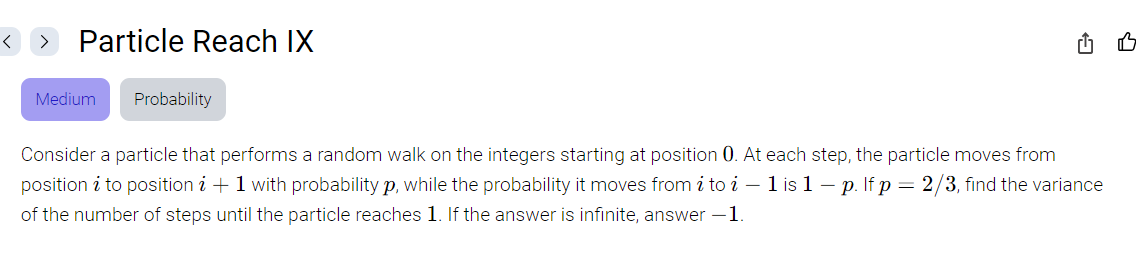 Particle Reach IX
Medium Probability
Consider a particle that performs a random walk on the integers starting at position 0. At each step, the particle moves from
position i to position i + 1 with probability p, while the probability it moves from i to i − 1 is 1 − p. If p = 2/3, find the variance
of the number of steps until the particle reaches 1. If the answer is infinite, answer −1.